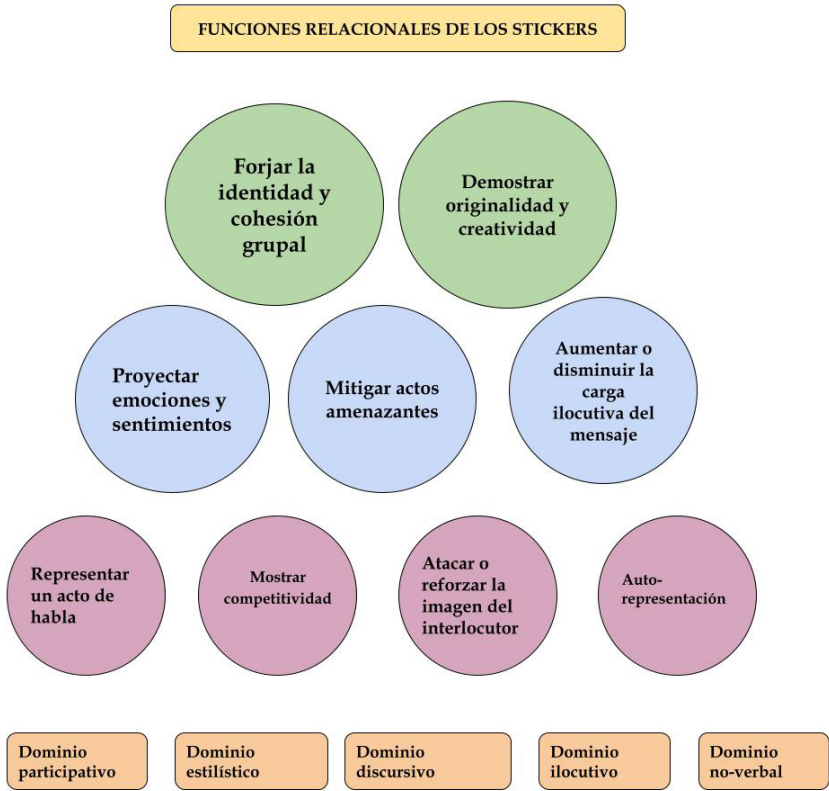 FUNCIONES RELACIONALES DE LOS STICKERS
Forjar la
identidad y
cohesión
grupal
Demostrar
originalidad y
creatividad
Proyectar
emociones y
sentimientos
Mitigar actos
amenazantes
Aumentar o
disminuir la
carga
ilocutiva del
mensaje
Representar
un acto de
habla
Mostrar
competitividad
Atacar o
reforzar la
imagen del
interlocutor
Auto-
representación
Dominio
participativo
Dominio
estilístico
Dominio
discursivo
Dominio
ilocutivo
Dominio
no-verbal